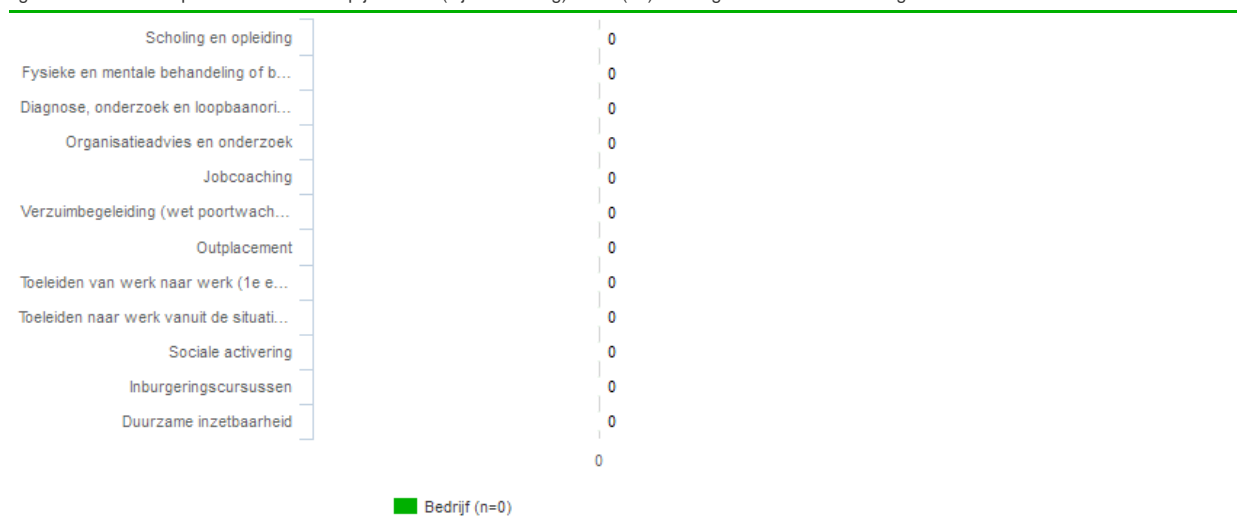 Scholing en opleiding 0
Fysieke en mentale behandeling of b... 0
Diagnose, onderzoek en loopbaanori... 0
Organisatieadvies en onderzoek 0
Jobcoaching 0
Verzuimbegeleiding (wet poortwach... 0
Outplacement 0
Toeleiden van werk naar werk (1e e... 0
Toeleiden naar werk vanuit de situati... 0
Sociale activering 0
Inburgeringscursussen 0
Duurzame inzetbaarheid 0
0
Bedrijf (n=0)